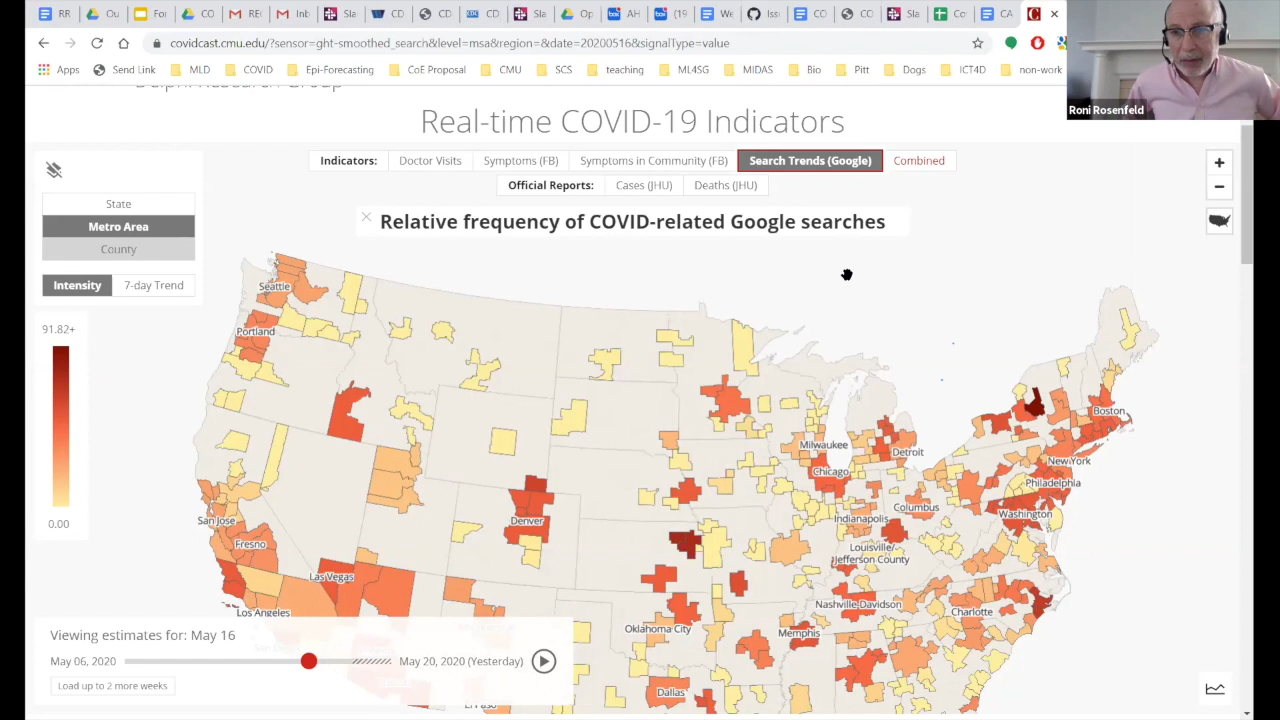 RI
G
CO
REI
Inb
Sla
CD
CD
Sla
Op
AH
(19
We
Iss
CO
CO
Sla
Co
CA
C
covidcast.cmu.edu/?sensor=ght-smoothed_search&level=msa&region=&date=20200516&signalType=value
Apps
Send Link
MLD
COVID
Epi-Forecasting
CoE Proposal
CMU
SCS
teaching
ML4SG
MIDAS
Bio
Pitt
Dogs
ICT4D
non-work
Roni Rosenfeld
Delphi Research Group
Real-time COVID-19 Indicators
Indicators: Doctor Visits Symptoms (FB) Symptoms in Community (FB) Search Trends (Google) Combined
Official Reports: Cases (JHU) Deaths (JHU)
Relative frequency of COVID-related Google searches
State
Metro Area
County
Intensity 7-day Trend
91.82+
0.00
Seattle
Portland
Boston
Milwaukee
Detroit
New York
Chicago
Philadelphia
Columbus
Washington
San Jose
Denver
Indianapolis
Fresno
Louisville/
Jefferson County
Las Vegas
Nashville-Davidson
Charlotte
Los Angeles
Oklahoma City
Memphis
Dallas
El Paso
Viewing estimates for: May 16
May 06, 2020
May 20, 2020 (Yesterday)
Load up to 2 more weeks